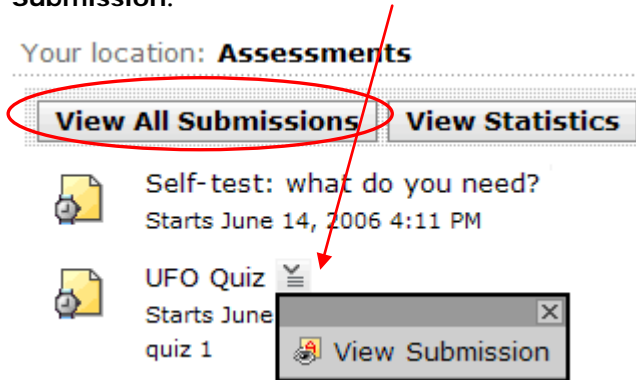 Submission.
Your location: Assessments
View All Submissions View Statistics
Self-test: what do you need?
Starts June 14, 2006 4:11 PM
UFO Quiz
Starts June
quiz 1
View Submission